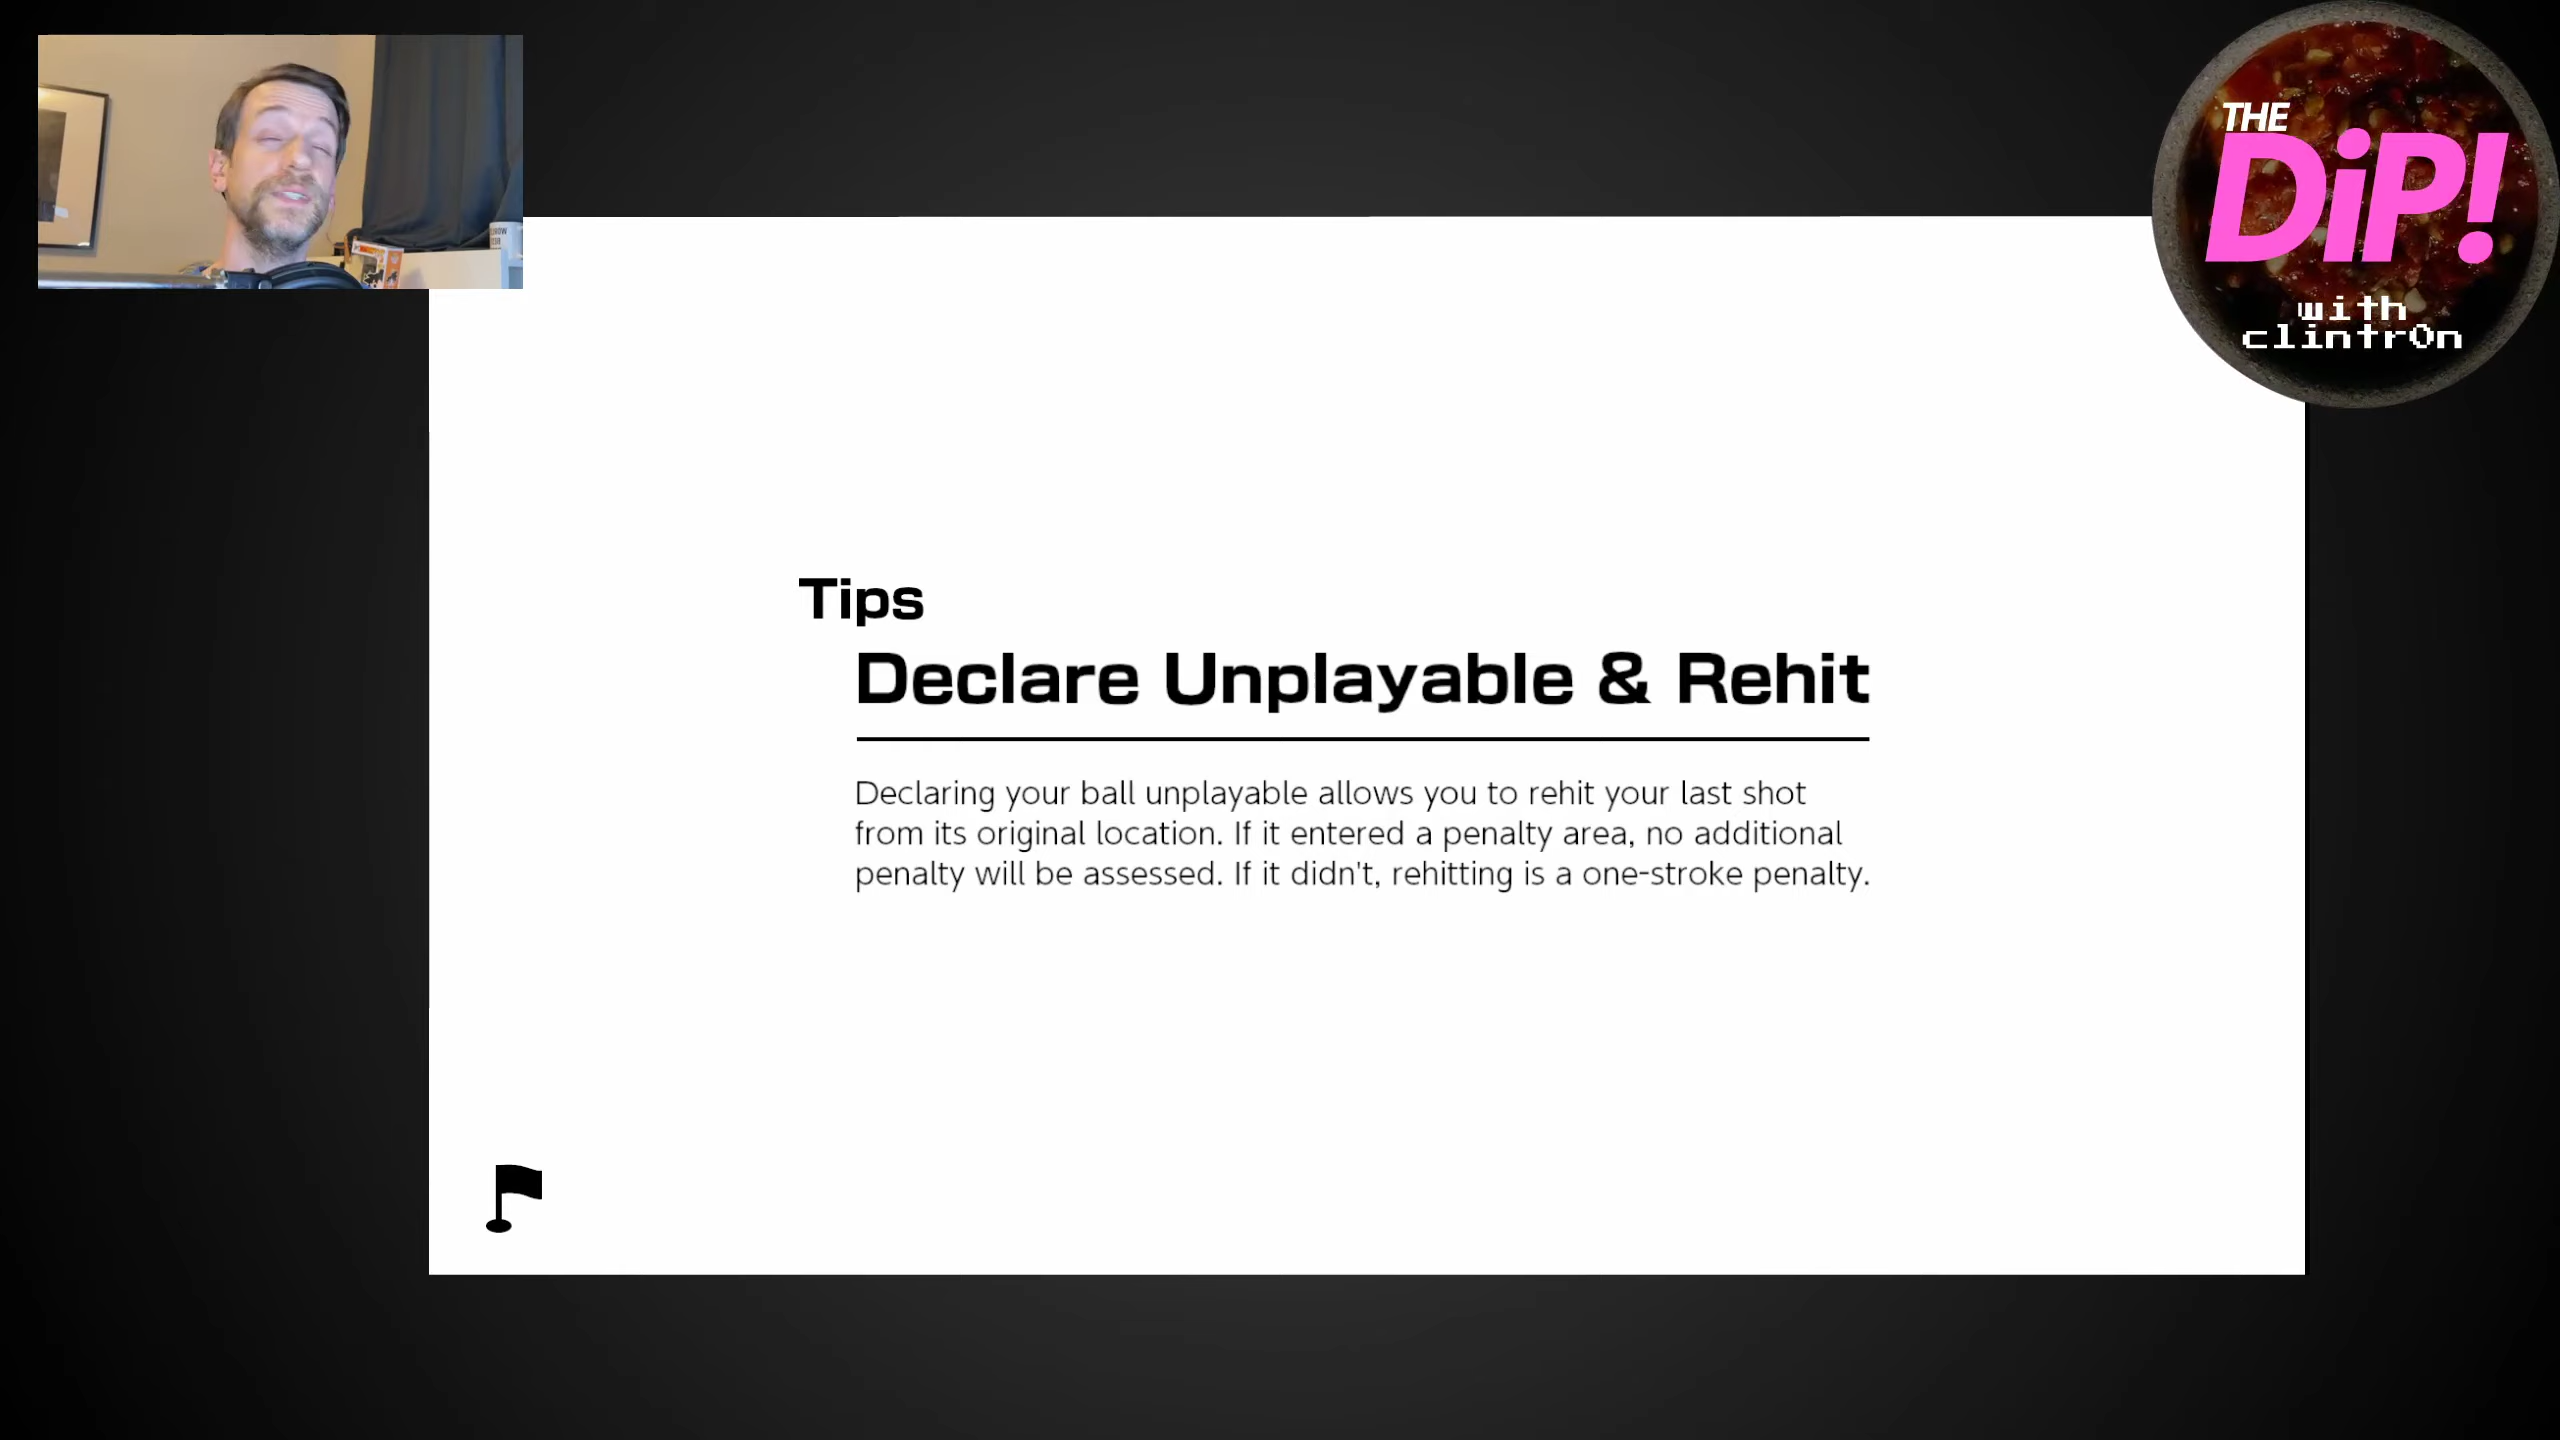 THE
DiP!
with
clintr0n
Tips
Declare Unplayable & Rehit
Declaring your ball unplayable allows you to rehit your last shot
from its original location. If it entered a penalty area, no additional
penalty will be assessed. If it didn't, rehitting is a one-stroke penalty.